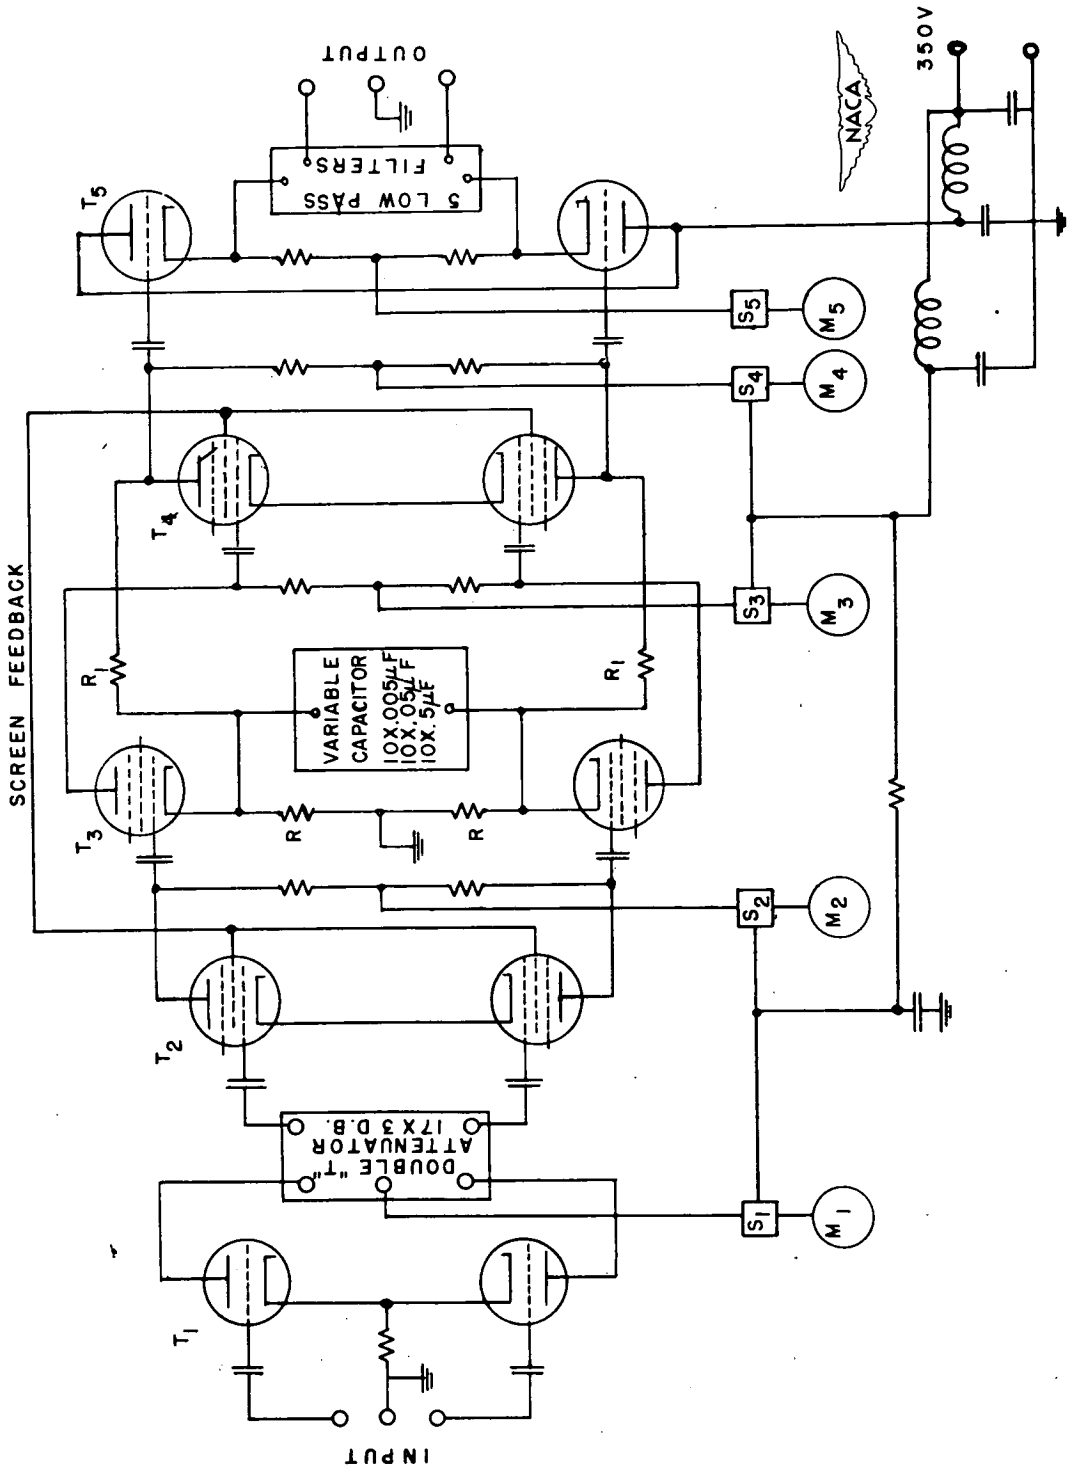 SCREEN FEEDBACK
INPUT
T1
DOUBLE "T"
ATTENUATOR
17 X 3 D.B.
T2
T3
R
R
R1
R1
VARIABLE
CAPACITOR
10X.005µF
10X.05µF
10X.5µF
T4
T5
5 LOW PASS
FILTERS
OUTPUT
S1
M1
S2
M2
S3
M3
S4
M4
S5
M5
350V
NACA